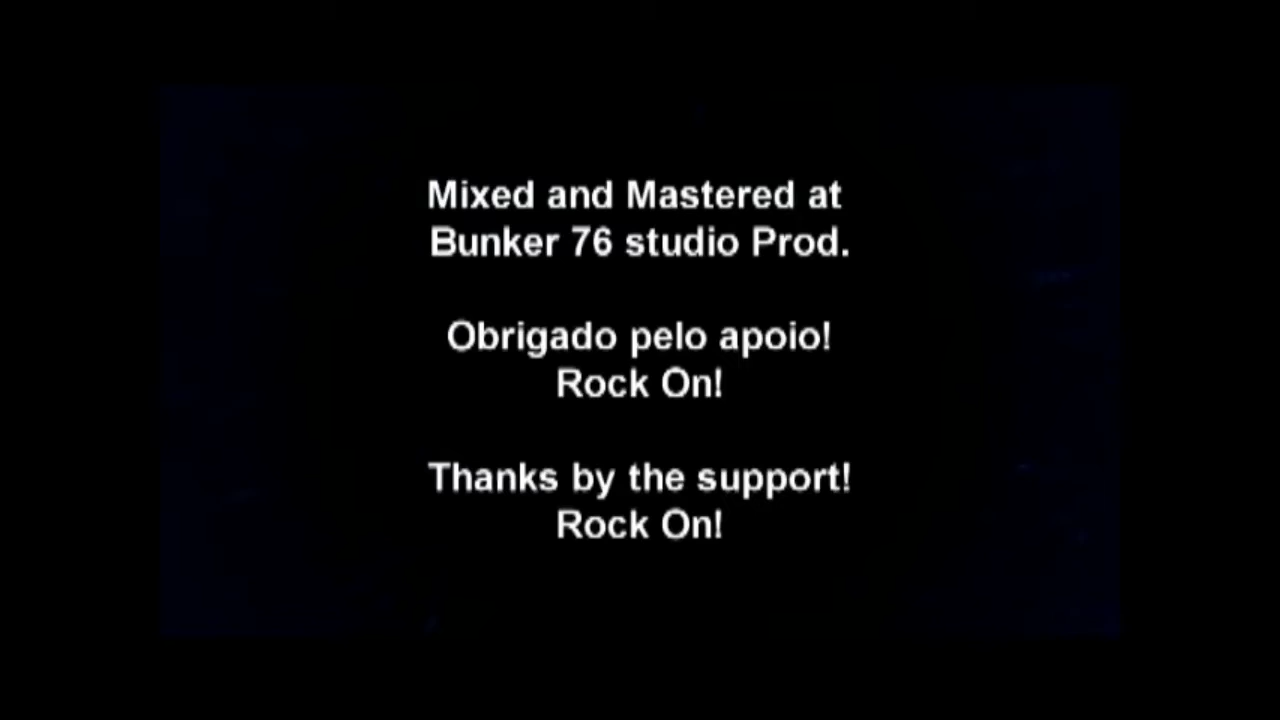 Mixed and Mastered at
Bunker 76 studio Prod.
Obrigado pelo apoio!
Rock On!
Thanks by the support!
Rock On!